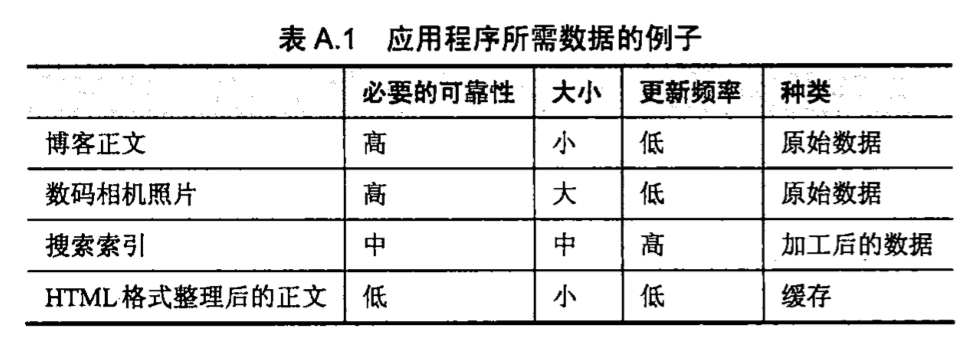 表 A.1 应用程序所需数据的例子
必要的可靠性 大小 更新频率 种类
博客正文 高 小 低 原始数据
数码相机照片 高 大 低 原始数据
搜索索引 中 中 高 加工后的数据
HTML 格式整理后的正文 低 小 低 缓存